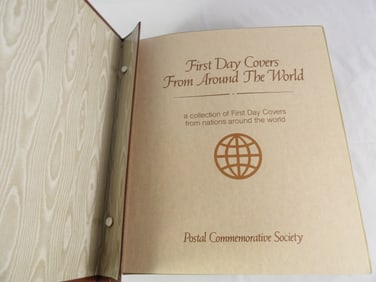 First Day Covers
From Around The World
a collection of First Day Covers
from nations around the world
Postal Commemorative Society